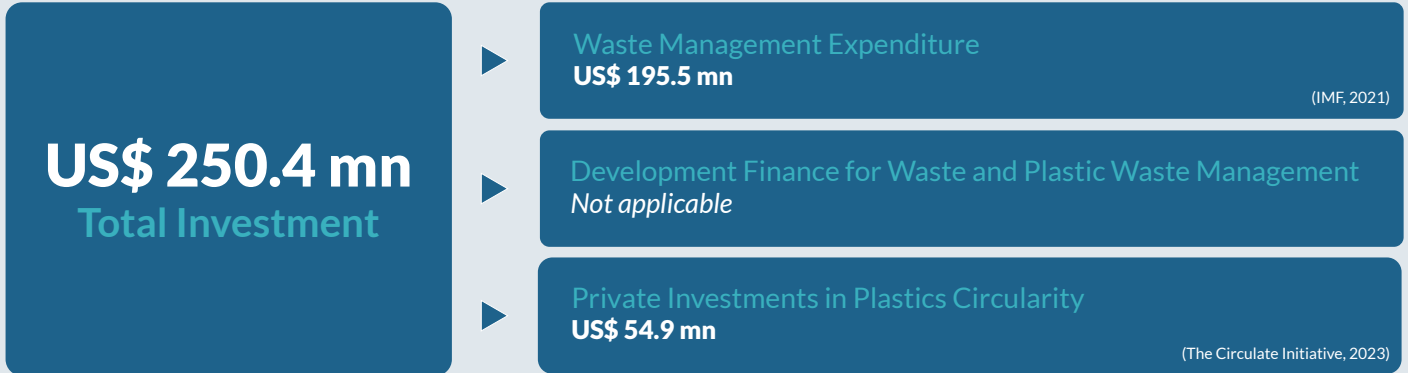 US$ 250.4 mn
Total Investment
Waste Management Expenditure
US$ 195.5 mn
(IMF, 2021)
Development Finance for Waste and Plastic Waste Management
Not applicable
Private Investments in Plastics Circularity
US$ 54.9 mn
(The Circulate Initiative, 2023)